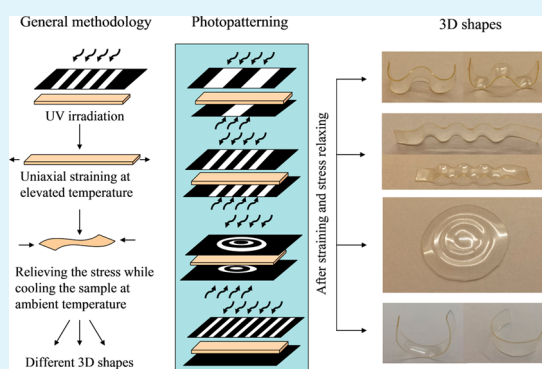 General methodology
Photopatterning
3D shapes
UV irradiation
Uniaxial straining at
elevated temperature
Relieving the stress while
cooling the sample at
ambient temperature
Different 3D shapes
After straining and stress relaxing